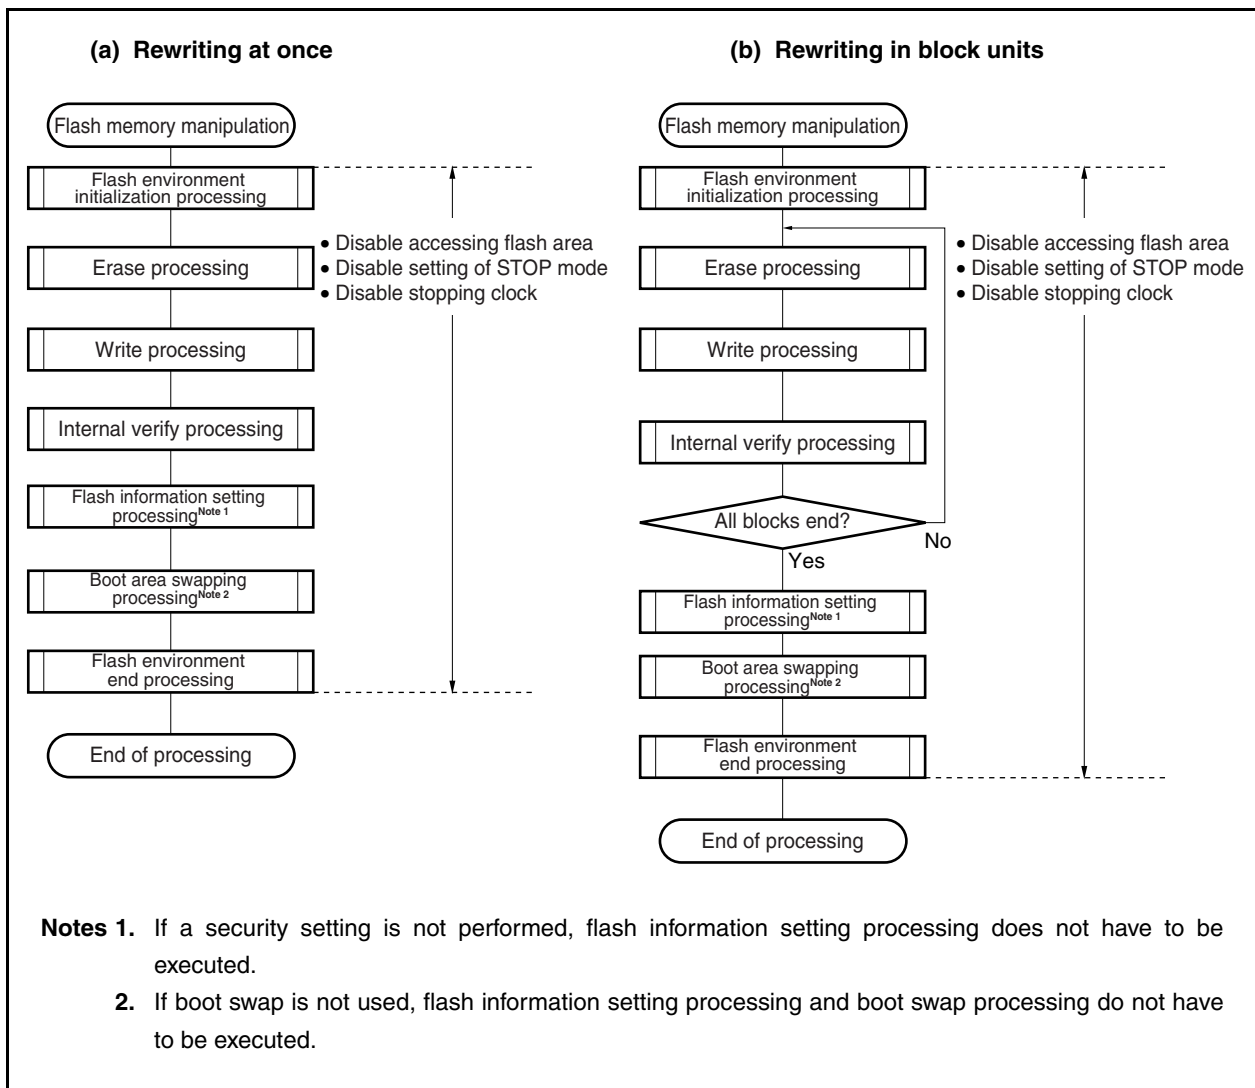 (a) Rewriting at once
Flash memory manipulation
Flash environment
initialization processing
• Disable accessing flash area
• Disable setting of STOP mode
• Disable stopping clock
Erase processing
Write processing
Internal verify processing
Flash information setting
processingNote 1
Boot area swapping
processingNote 2
Flash environment
end processing
End of processing
(b) Rewriting in block units
Flash memory manipulation
Flash environment
initialization processing
• Disable accessing flash area
• Disable setting of STOP mode
• Disable stopping clock
Erase processing
Write processing
Internal verify processing
All blocks end?
No
Yes
Flash information setting
processingNote 1
Boot area swapping
processingNote 2
Flash environment
end processing
End of processing
Notes 1. If a security setting is not performed, flash information setting processing does not have to be
executed.
2. If boot swap is not used, flash information setting processing and boot swap processing do not have
to be executed.